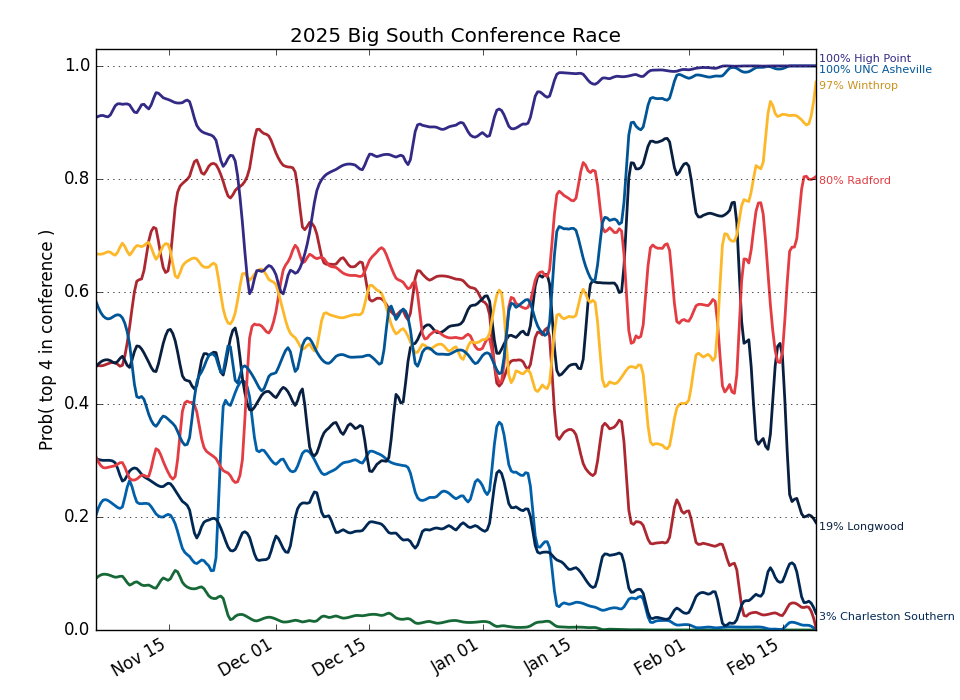 2025 Big South Conference Race
Prob( top 4 in conference )
1.0
0.8
0.6
0.4
0.2
0.0
Nov 15
Dec 01
Dec 15
Jan 01
Jan 15
Feb 01
Feb 15
100% High Point
100% UNC Asheville
97% Winthrop
80% Radford
19% Longwood
3% Charleston Southern